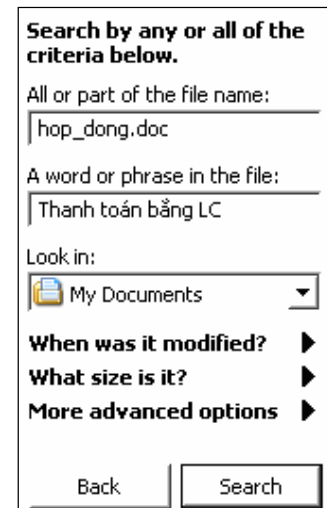 Search by any or all of the
criteria below.
All or part of the file name:
hop_dong.doc
A word or phrase in the file:
Thanh toán bằng LC
Look in:
My Documents
When was it modified?
What size is it?
More advanced options
Back Search